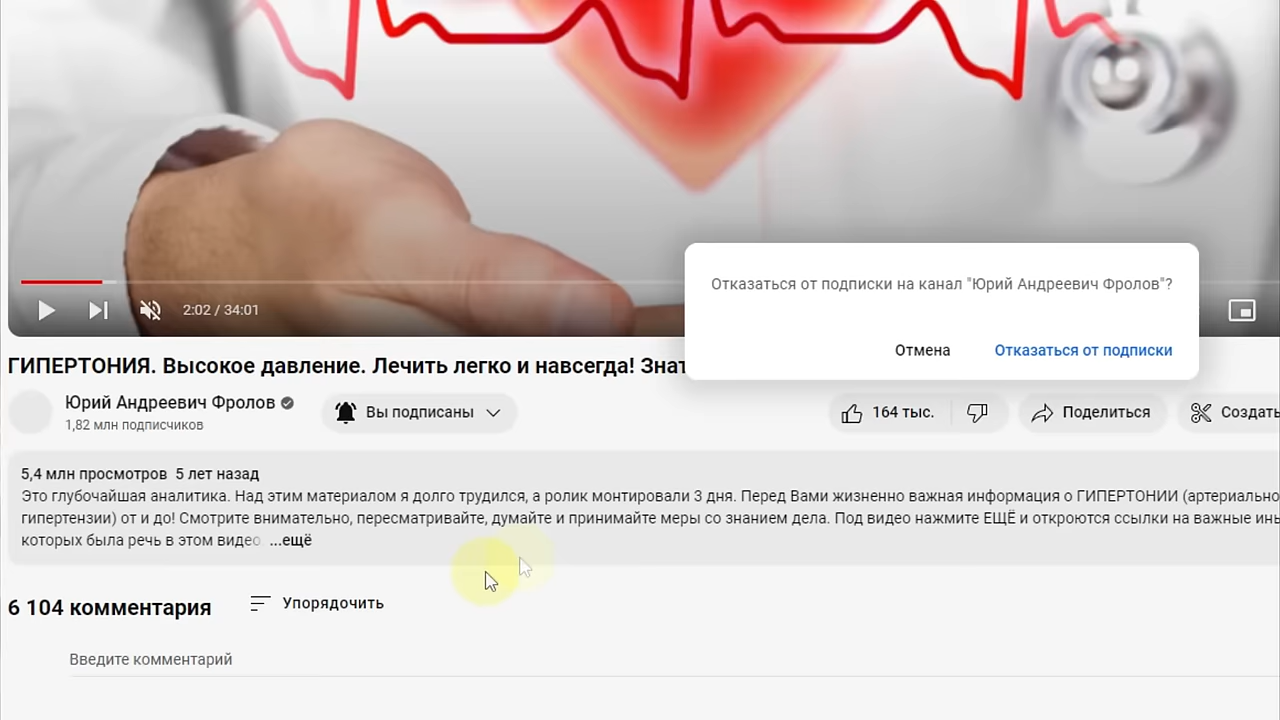 Отказаться от подписки на канал "Юрий Андреевич Фролов"?
Отмена
Отказаться от подписки
2:02 / 34:01
ГИПЕРТОНИЯ. Высокое давление. Лечить легко и навсегда!
Юрий Андреевич Фролов
1,82 млн подписчиков
Вы подписаны
164 тыс.
Поделиться
5,4 млн просмотров 5 лет назад
Это глубочайшая аналитика. Над этим материалом я долго трудился, а ролик монтировали 3 дня. Перед Вами жизненно важная информация о ГИПЕРТОНИИ
гипертензии) от и до! Смотрите внимательно, пересматривайте, думайте и принимайте меры со знанием дела. Под видео нажмите ЕЩЁ и откроются ссылки на важные
которых была речь в этом видео. ...ещё
6 104 комментария
Упорядочить
Введите комментарий